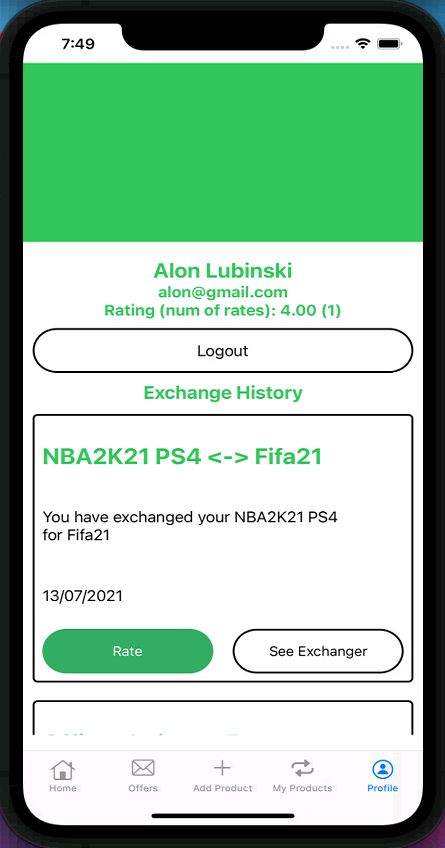 7:49
Alon Lubinski
alon@gmail.com
Rating (num of rates): 4.00 (1)
Logout
Exchange History
NBA2K21 PS4 <-> Fifa21
You have exchanged your NBA2K21 PS4
for Fifa21
13/07/2021
Rate
See Exchanger
Home
Offers
Add Product
My Products
Profile